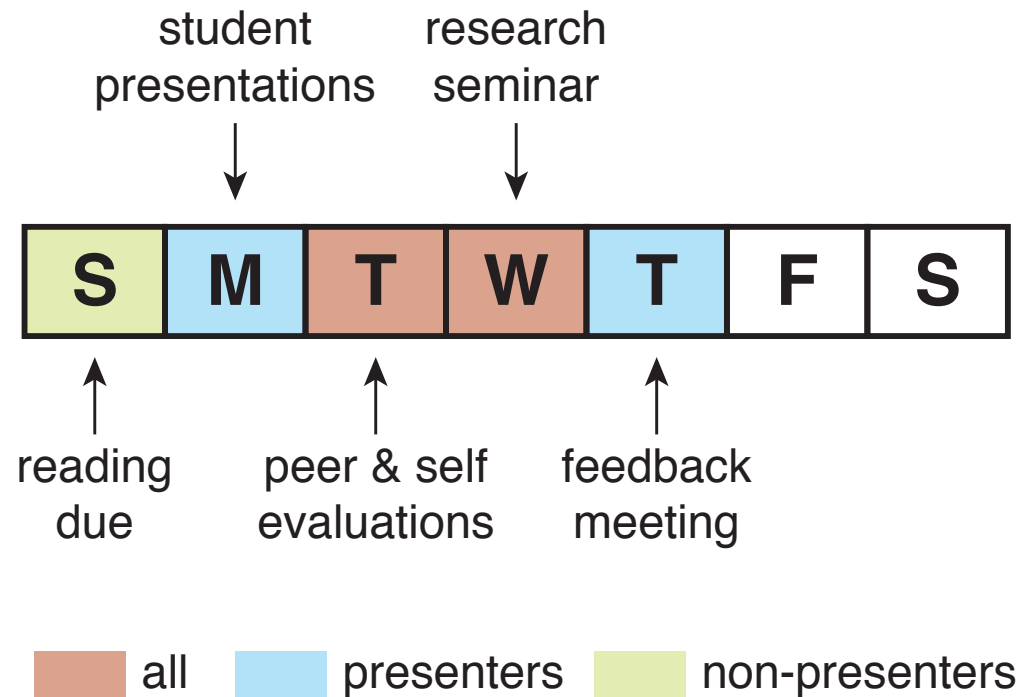 student
presentations
research
seminar
S M T W T F S
reading
due
peer & self
evaluations
feedback
meeting
all presenters non-presenters